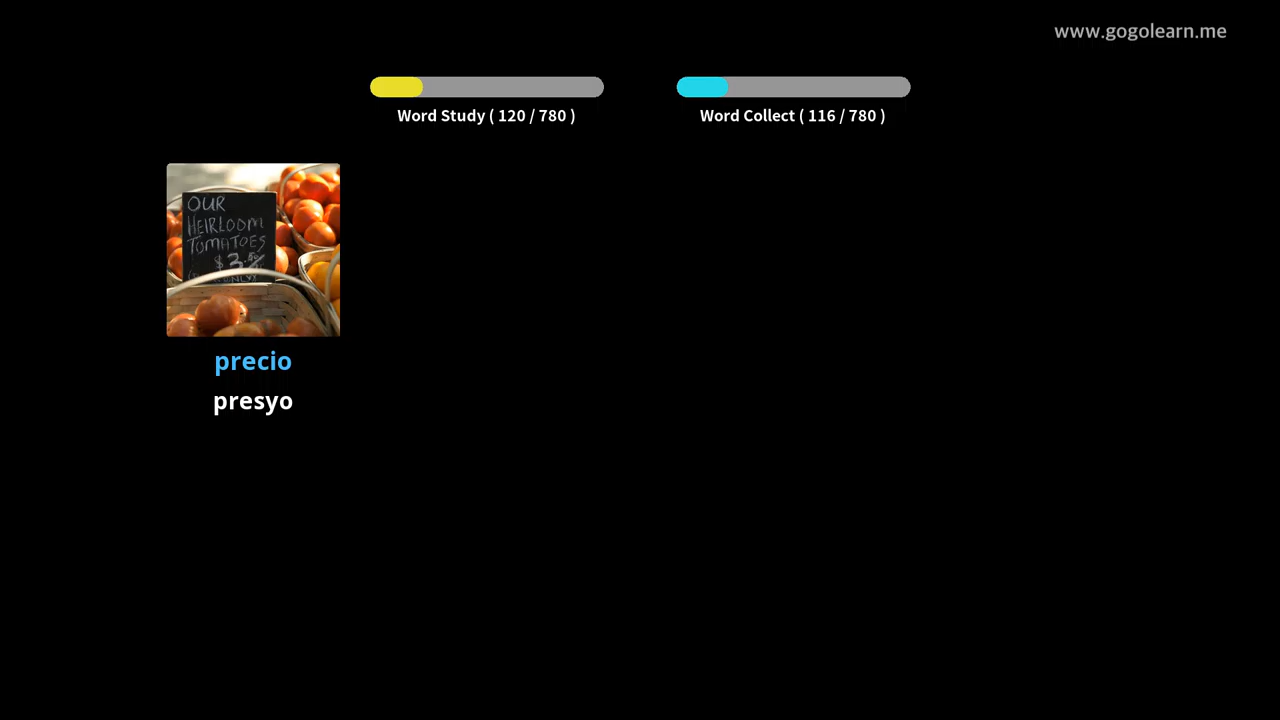 www.gogolearn.me
Word Study ( 120 / 780 )
Word Collect ( 116 / 780 )
OUR
HEIRLOOM
TOMATOES
precio
presyo